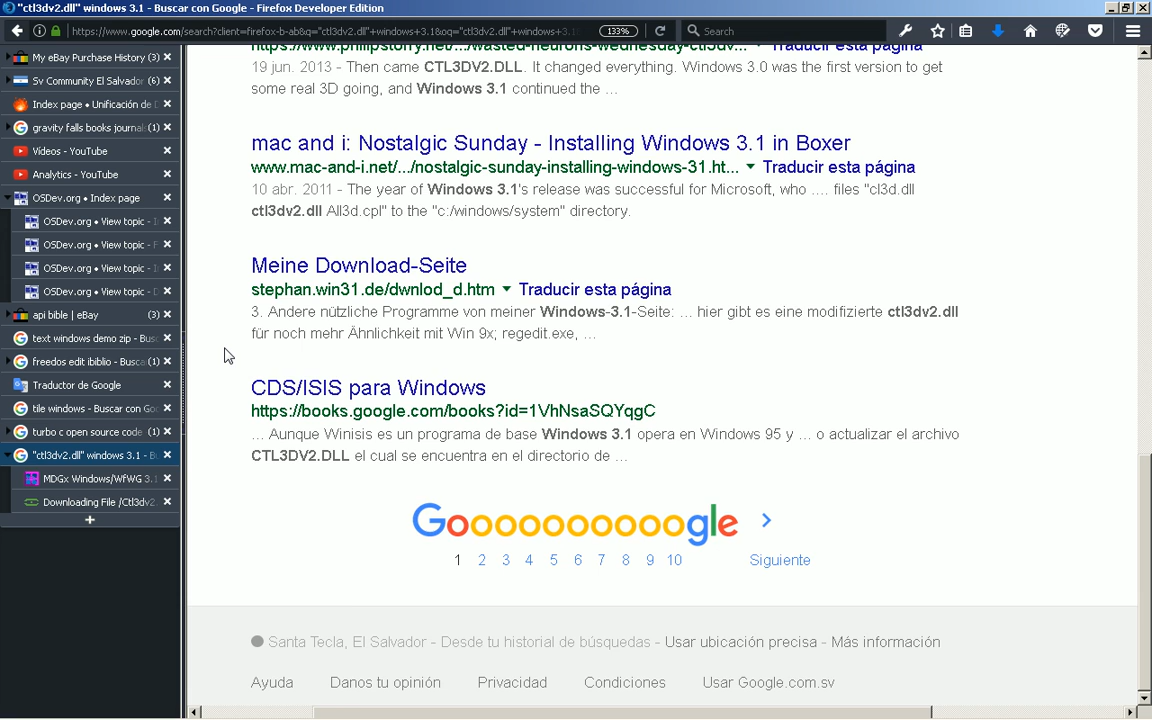 "ctl3dv2.dll" windows 3.1 - Buscar con Google - Firefox Developer Edition
https://www.google.com/search?client=firefox-b-ab&q="ctl3dv2.dll"+windows+3.1&oq="ctl3dv2.dll"+windows+3.1
133%
Search
My eBay Purchase History (3)
Sv Community El Salvador (6)
Index page • Unificación de
gravity falls books journal (1)
Vídeos - YouTube
Analytics - YouTube
OSDev.org • Index page
OSDev.org • View topic - I
OSDev.org • View topic - F
OSDev.org • View topic - I
OSDev.org • View topic - D
api bible | eBay (3)
text windows demo zip - Bus
freedos edit ibiblio - Busca (1)
Traductor de Google
tile windows - Buscar con Go
turbo c open source code (1)
"ctl3dv2.dll" windows 3.1 - B
MDGx Windows/WfWG 3.1
Downloading File /Ctl3dv2
https://www.philipstorry.net/.../wasted-neurons-wednesday-ctl3dv... Traducir esta página
19 jun. 2013 - Then came CTL3DV2.DLL. It changed everything. Windows 3.0 was the first version to get
some real 3D going, and Windows 3.1 continued the ...
mac and i: Nostalgic Sunday - Installing Windows 3.1 in Boxer
www.mac-and-i.net/.../nostalgic-sunday-installing-windows-31.ht... Traducir esta página
10 abr. 2011 - The year of Windows 3.1's release was successful for Microsoft, who .... files "cl3d.dll
ctl3dv2.dll All3d.cpl" to the "c:/windows/system" directory.
Meine Download-Seite
stephan.win31.de/dwnlod_d.htm Traducir esta página
3. Andere nützliche Programme von meiner Windows-3.1-Seite: ... hier gibt es eine modifizierte ctl3dv2.dll
für noch mehr Ähnlichkeit mit Win 9x; regedit.exe, ...
CDS/ISIS para Windows
https://books.google.com/books?id=1VhNsaSQYqgC
... Aunque Winisis es un programa de base Windows 3.1 opera en Windows 95 y ... o actualizar el archivo
CTL3DV2.DLL el cual se encuentra en el directorio de ...
Goooooooooogle >
1 2 3 4 5 6 7 8 9 10 Siguiente
Santa Tecla, El Salvador - Desde tu historial de búsquedas - Usar ubicación precisa - Más información
Ayuda Danos tu opinión Privacidad Condiciones Usar Google.com.sv